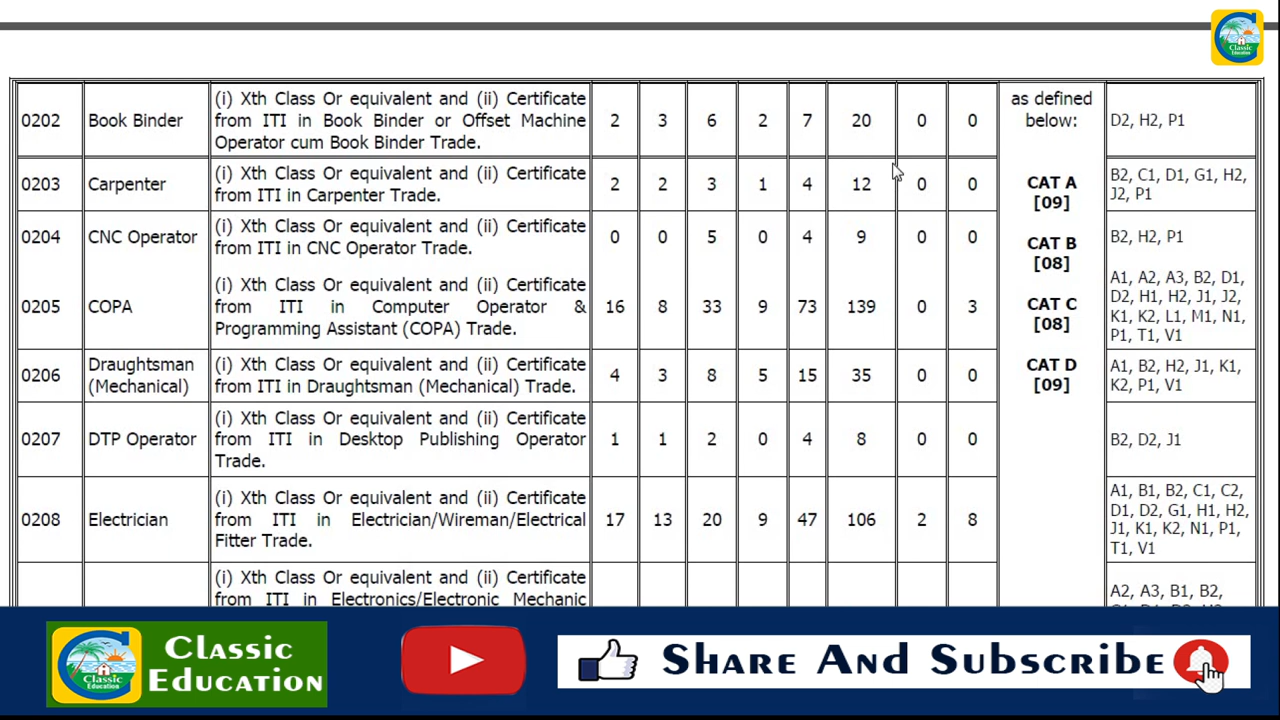 Classic
Education
0202 Book Binder (i) Xth Class Or equivalent and (ii) Certificate from ITI in Book Binder or Offset Machine Operator cum Book Binder Trade. 2 3 6 2 7 20 0 0 D2, H2, P1
as defined below:
0203 Carpenter (i) Xth Class Or equivalent and (ii) Certificate from ITI in Carpenter Trade. 2 2 3 1 4 12 0 0 B2, C1, D1, G1, H2, J2, P1
CAT A
[09]
0204 CNC Operator (i) Xth Class Or equivalent and (ii) Certificate from ITI in CNC Operator Trade. 0 0 5 0 4 9 0 0 B2, H2, P1
CAT B
[08]
0205 COPA (i) Xth Class Or equivalent and (ii) Certificate from ITI in Computer Operator & Programming Assistant (COPA) Trade. 16 8 33 9 73 139 0 3 A1, A2, A3, B2, D1, D2, H1, H2, J1, J2, K1, K2, L1, M1, N1, P1, T1, V1
CAT C
[08]
0206 Draughtsman (Mechanical) (i) Xth Class Or equivalent and (ii) Certificate from ITI in Draughtsman (Mechanical) Trade. 4 3 8 5 15 35 0 0 A1, B2, H2, J1, K1, K2, P1, V1
CAT D
[09]
0207 DTP Operator (i) Xth Class Or equivalent and (ii) Certificate from ITI in Desktop Publishing Operator Trade. 1 1 2 0 4 8 0 0 B2, D2, J1
0208 Electrician (i) Xth Class Or equivalent and (ii) Certificate from ITI in Electrician/Wireman/Electrical Fitter Trade. 17 13 20 9 47 106 2 8 A1, B1, B2, C1, C2, D1, D2, G1, H1, H2, J1, K1, K2, N1, P1, T1, V1
(i) Xth Class Or equivalent and (ii) Certificate from ITI in Electronics/Electronic Mechanic A2, A3, B1, B2,
Classic
Education
Classic
Education
Share And Subscribe